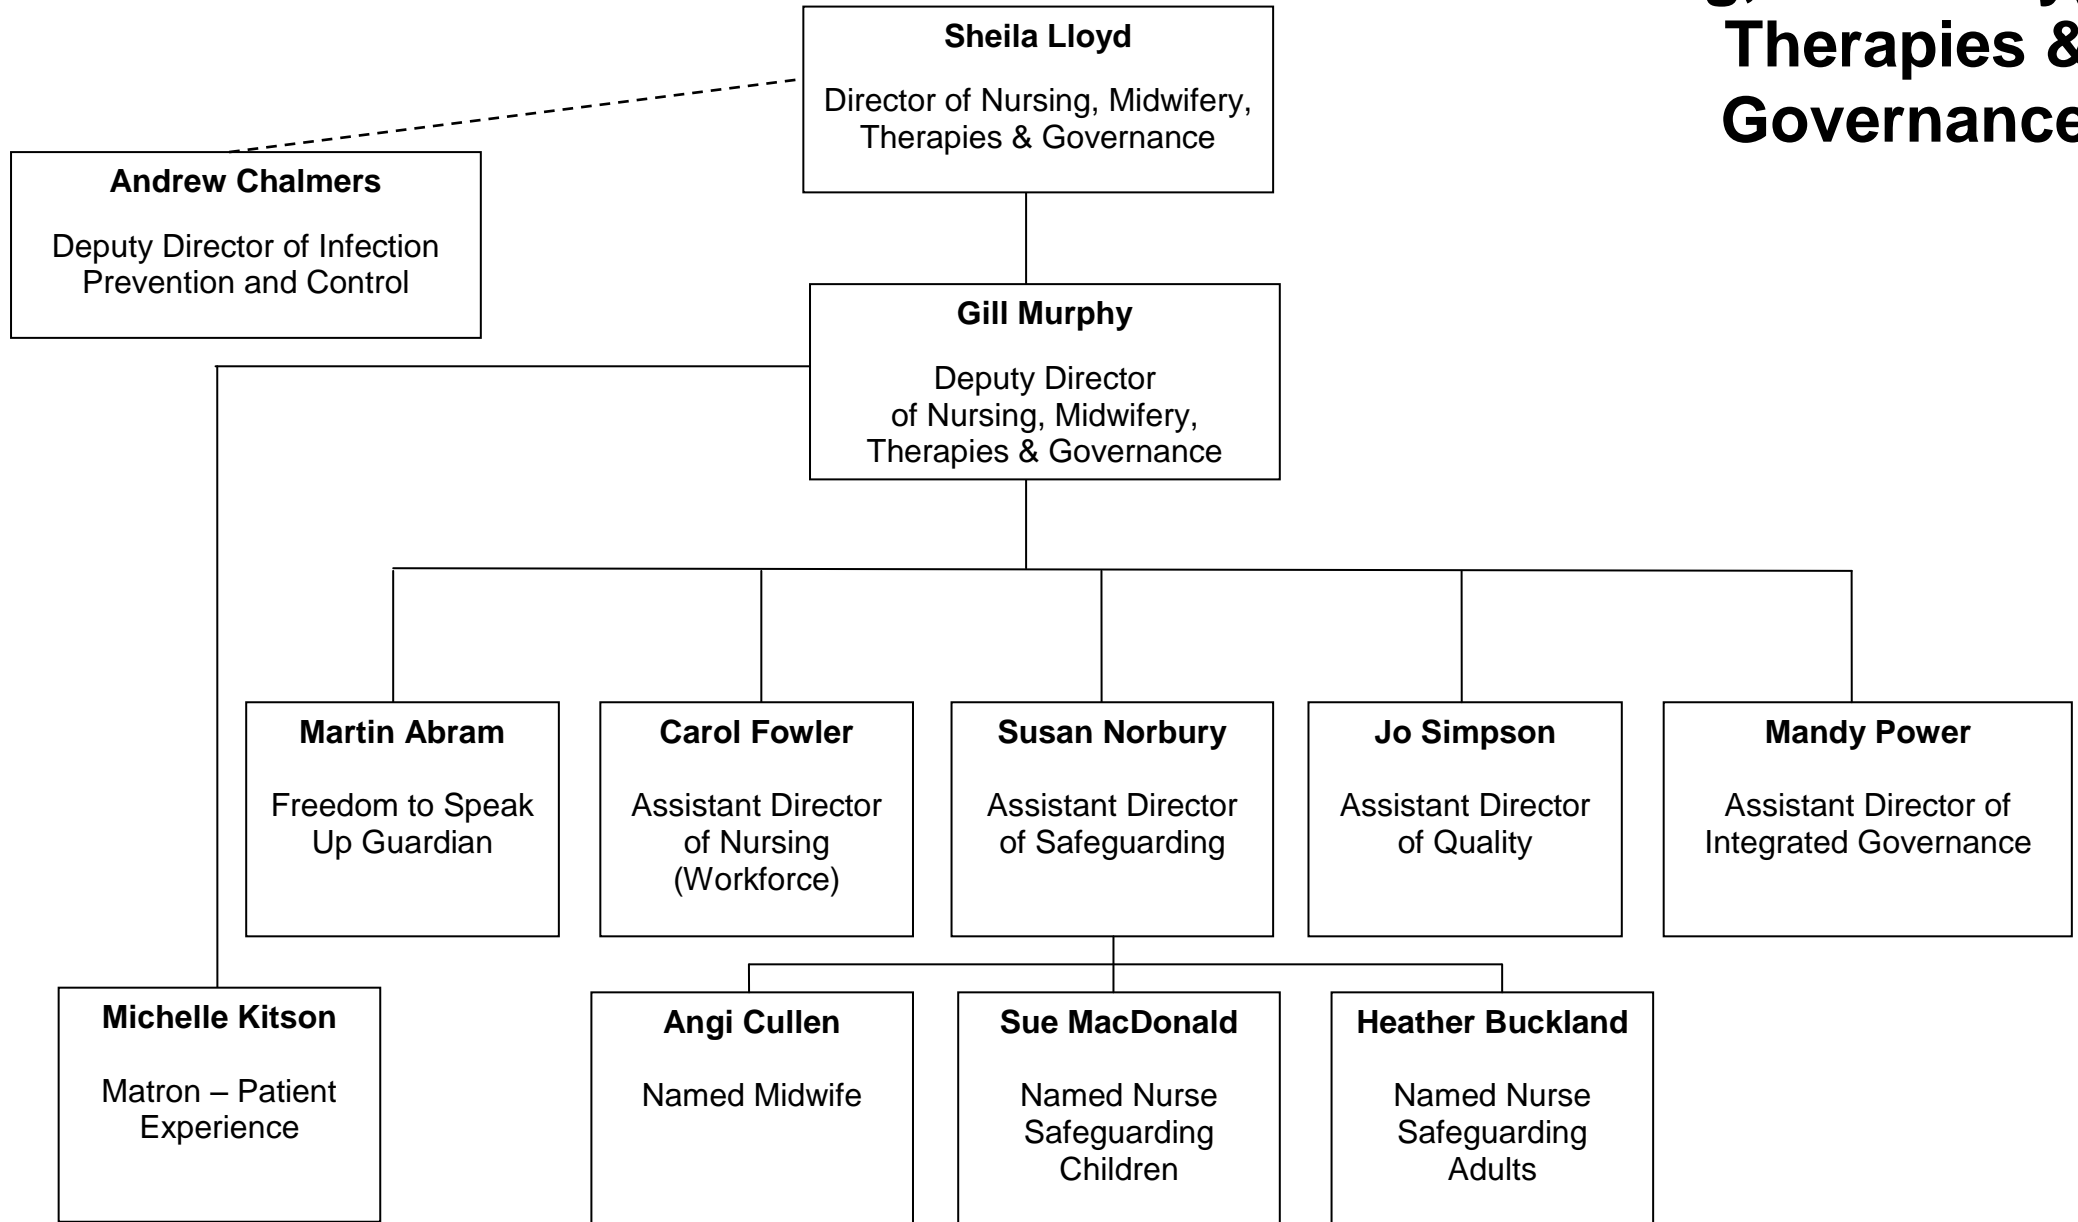 Therapies &
Governance
Sheila Lloyd
Director of Nursing, Midwifery,
Therapies & Governance
Andrew Chalmers
Deputy Director of Infection
Prevention and Control
Gill Murphy
Deputy Director
of Nursing, Midwifery,
Therapies & Governance
Martin Abram
Freedom to Speak
Up Guardian
Carol Fowler
Assistant Director
of Nursing
(Workforce)
Susan Norbury
Assistant Director
of Safeguarding
Jo Simpson
Assistant Director
of Quality
Mandy Power
Assistant Director of
Integrated Governance
Michelle Kitson
Matron – Patient
Experience
Angi Cullen
Named Midwife
Sue MacDonald
Named Nurse
Safeguarding
Children
Heather Buckland
Named Nurse
Safeguarding
Adults